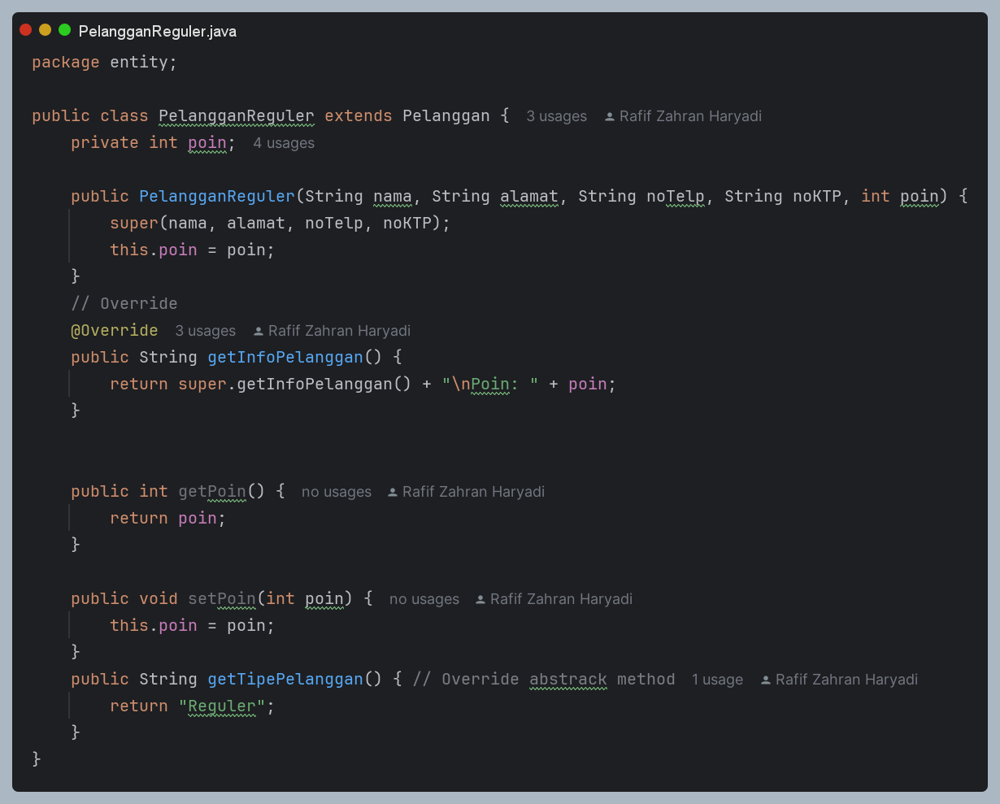 PelangganReguler.java
package entity;
public class PelangganReguler extends Pelanggan { 3 usages Rafif Zahran Haryadi
private int poin; 4 usages
public PelangganReguler(String nama, String alamat, String noTelp, String noKTP, int poin) {
super(nama, alamat, noTelp, noKTP);
this.poin = poin;
}
// Override
@Override 3 usages Rafif Zahran Haryadi
public String getInfoPelanggan() {
return super.getInfoPelanggan() + "\nPoin: " + poin;
}
public int getPoin() { no usages Rafif Zahran Haryadi
return poin;
}
public void setPoin(int poin) { no usages Rafif Zahran Haryadi
this.poin = poin;
}
public String getTipePelanggan() { // Override abstrack method 1 usage Rafif Zahran Haryadi
return "Reguler";
}
}